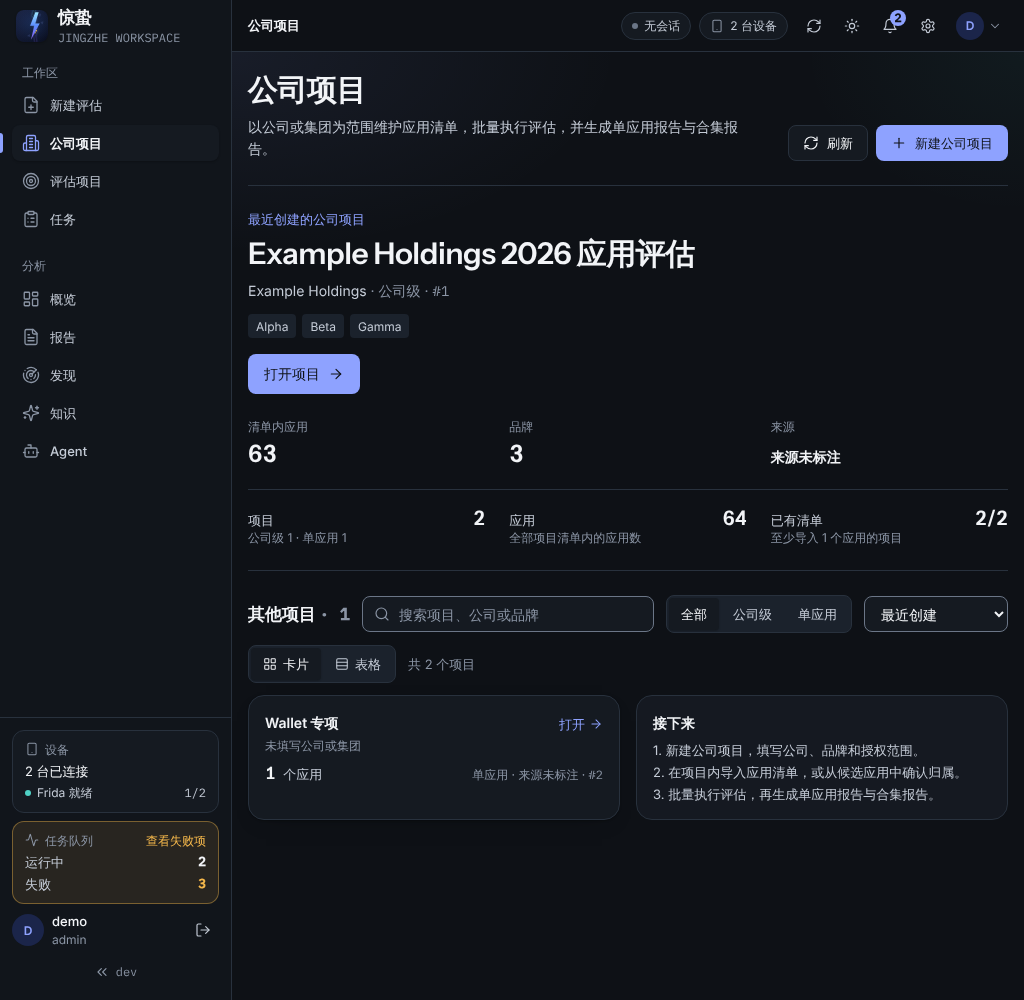 惊蛰
JINGZHE WORKSPACE
工作区
新建评估
公司项目
评估项目
任务
分析
概览
报告
发现
知识
Agent
设备
2 台已连接
Frida 就绪 1/2
任务队列 查看失败项
运行中 2
失败 3
D
demo
admin
dev
公司项目
无会话
2 台设备
2
D
公司项目
以公司或集团为范围维护应用清单，批量执行评估，并生成单应用报告与合集报
告。
刷新
新建公司项目
最近创建的公司项目
Example Holdings 2026 应用评估
Example Holdings · 公司级 · #1
Alpha Beta Gamma
打开项目
清单内应用
63
品牌
3
来源
来源未标注
项目 2
公司级 1 · 单应用 1
应用 64
全部项目清单内的应用数
已有清单 2/2
至少导入 1 个应用的项目
其他项目 · 1
搜索项目、公司或品牌
全部 公司级 单应用
最近创建
卡片 表格
共 2 个项目
Wallet 专项 打开
未填写公司或集团
1 个应用 单应用 · 来源未标注 · #2
接下来
1. 新建公司项目，填写公司、品牌和授权范围。
2. 在项目内导入应用清单，或从候选应用中确认归属。
3. 批量执行评估，再生成单应用报告与合集报告。